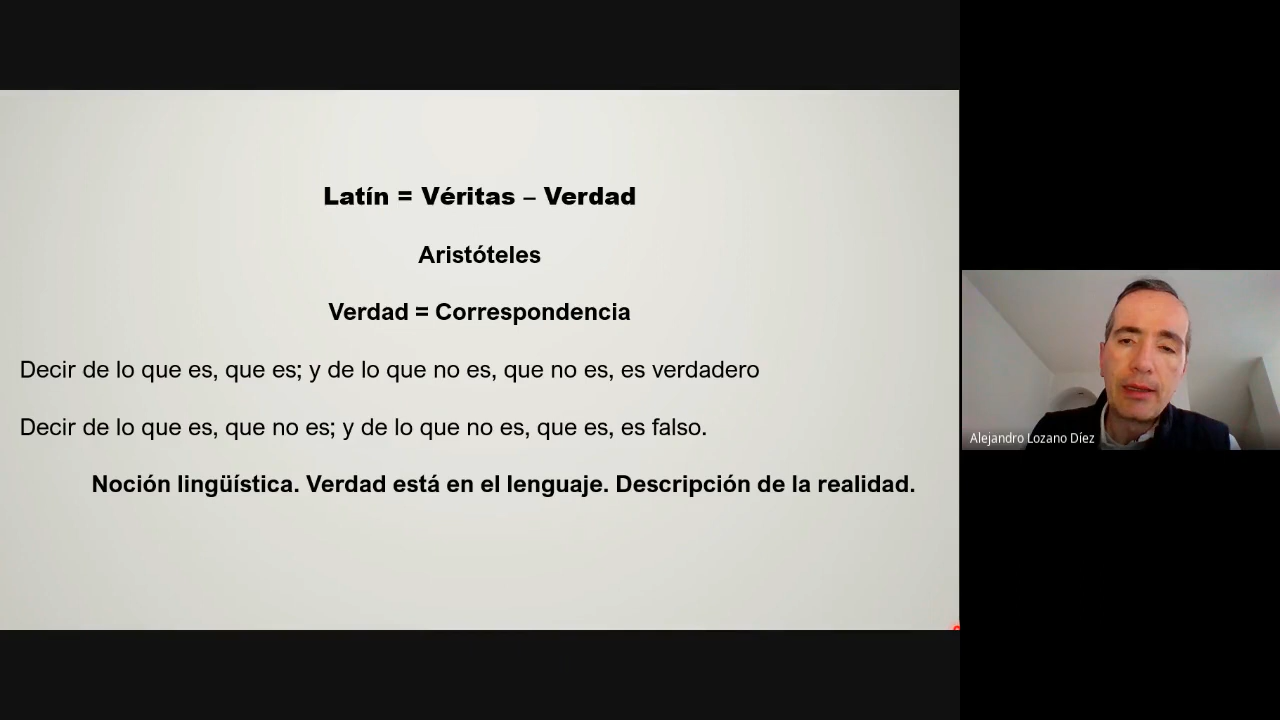 Latín = Véritas – Verdad
Aristóteles
Verdad = Correspondencia
Decir de lo que es, que es; y de lo que no es, que no es, es verdadero
Decir de lo que es, que no es; y de lo que no es, que es, es falso.
Noción lingüística. Verdad está en el lenguaje. Descripción de la realidad.
Alejandro Lozano Díez